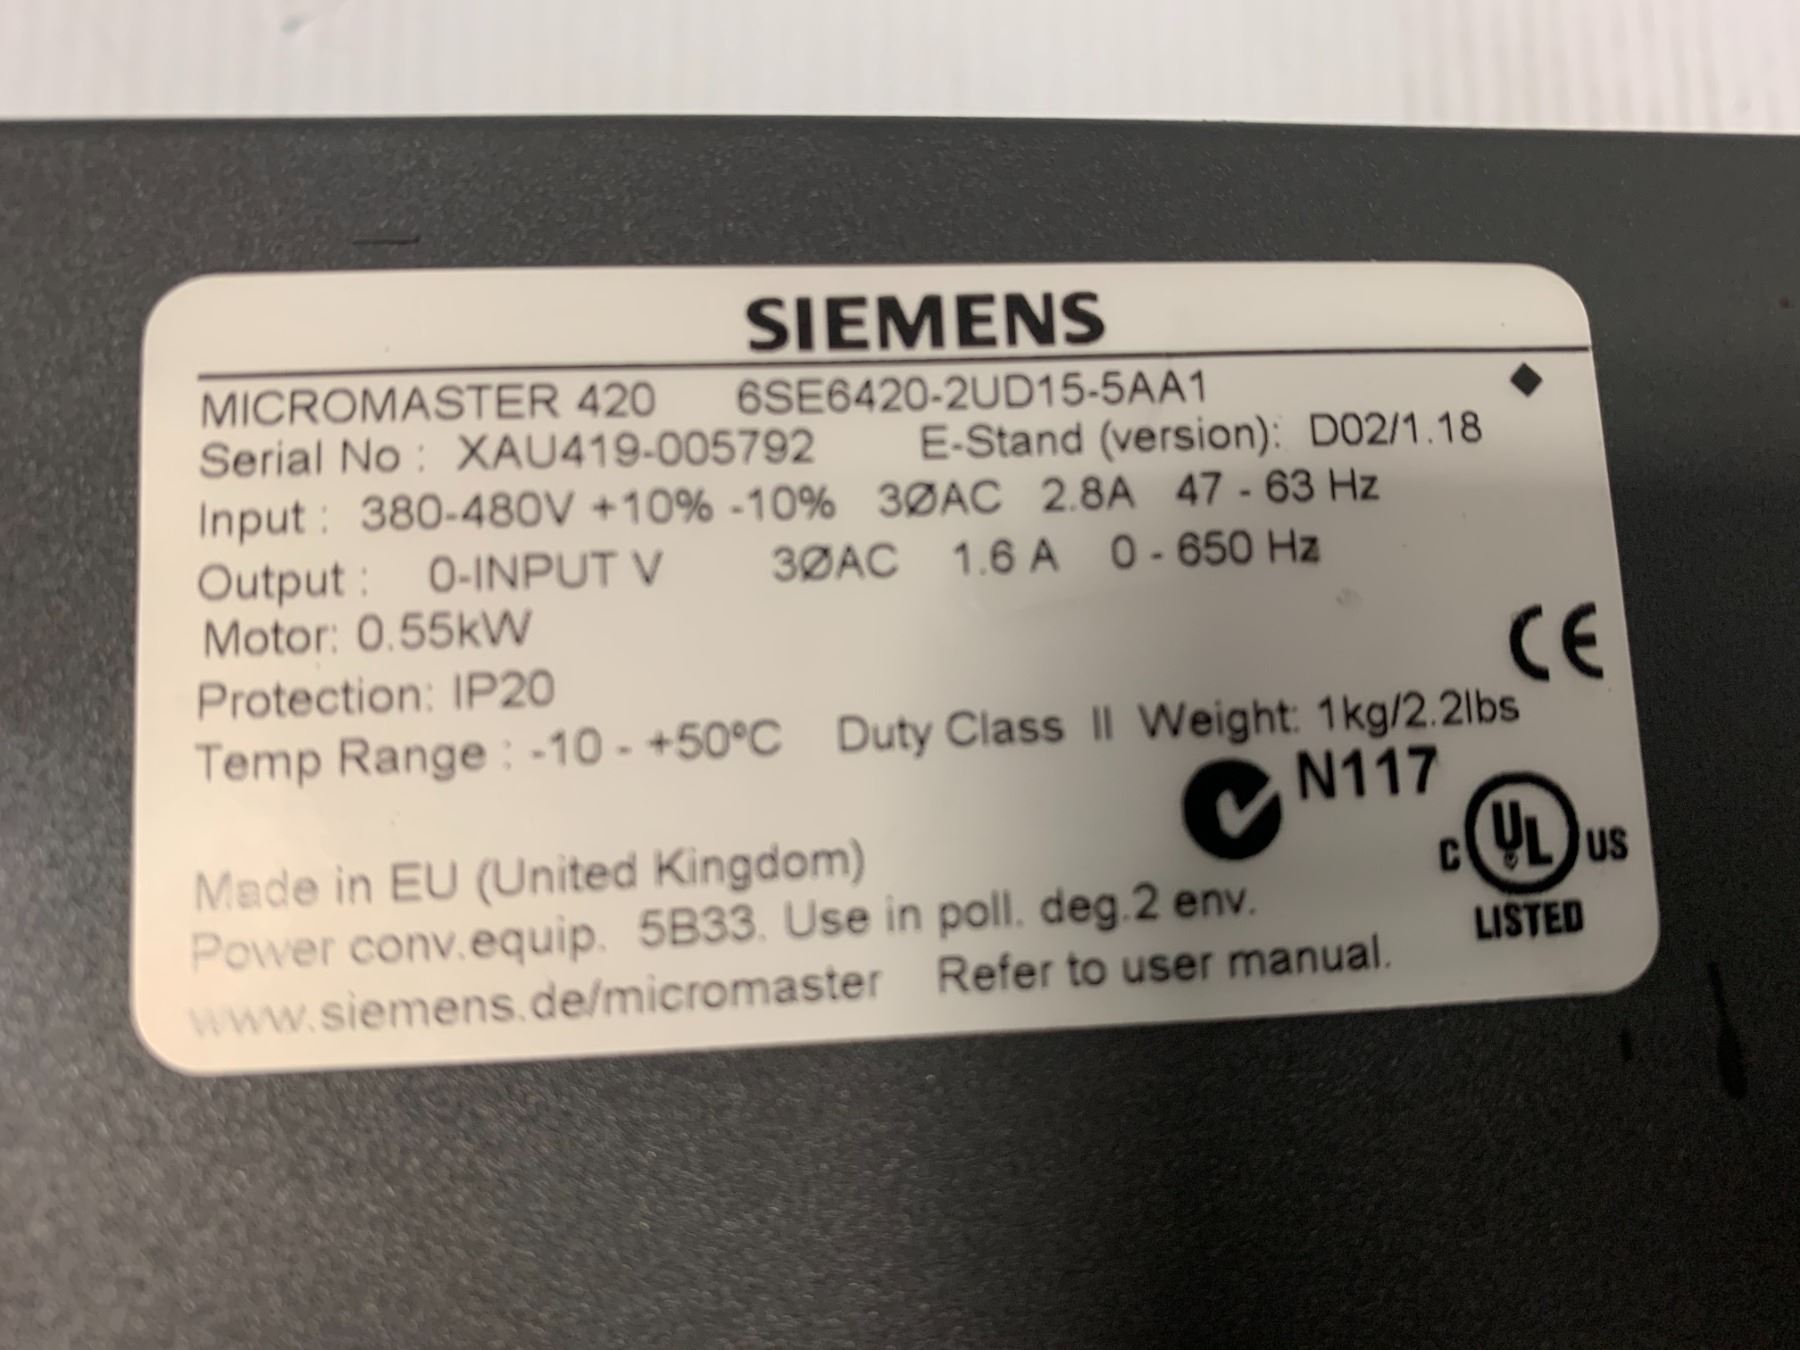 SIEMENS
MICROMASTER 420 6SE6420-2UD15-5AA1
Serial No : XAU419-005792 E-Stand (version): D02/1.18
Input : 380-480V +10% -10% 3ØAC 2.8A 47 - 63 Hz
Output : 0-INPUT V 3ØAC 1.6 A 0 - 650 Hz
Motor: 0.55kW
CE
Protection: IP20
Temp Range : -10 - +50°C Duty Class II Weight: 1kg/2.2lbs
N117
C UL US
LISTED
Made in EU (United Kingdom)
Power conv.equip. 5B33. Use in poll. deg.2 env.
www.siemens.de/micromaster Refer to user manual.